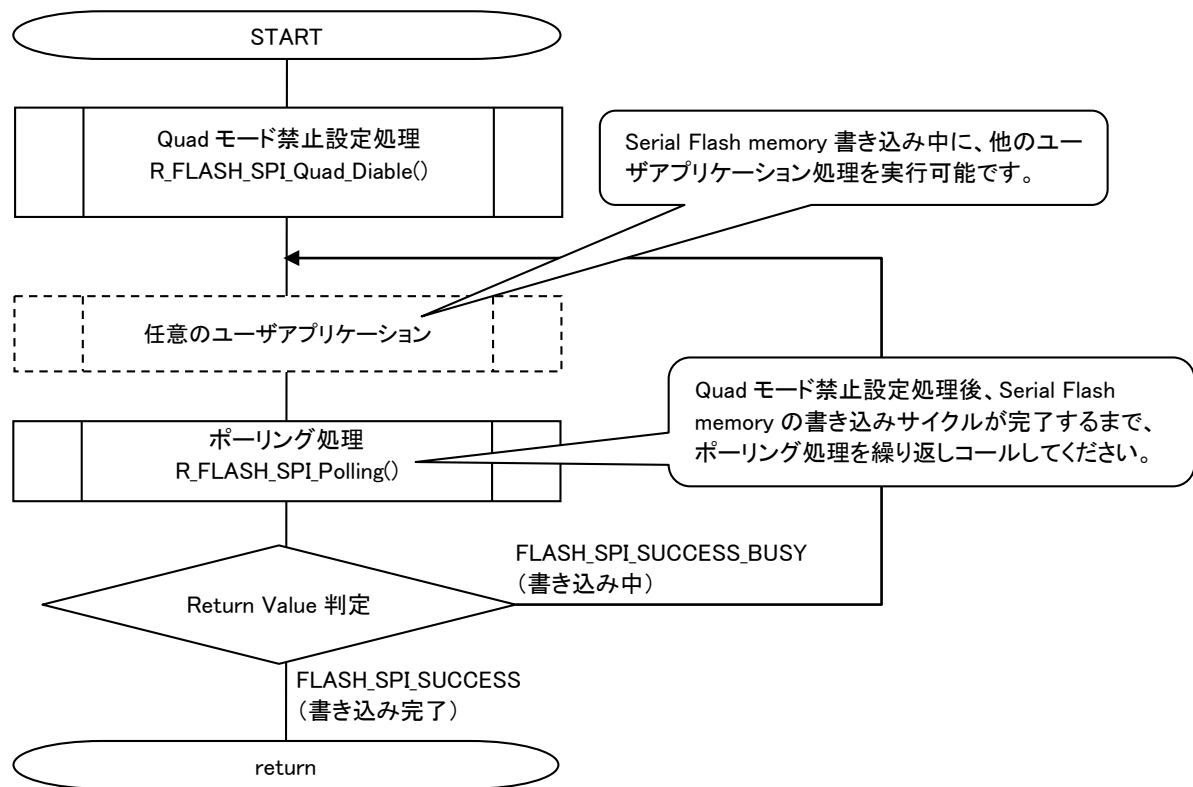 START
Quad モード禁止設定処理
R_FLASH_SPI_Quad_Diable()
Serial Flash memory 書き込み中に、他のユー
ザアプリケーション処理を実行可能です。
任意のユーザアプリケーション
Quad モード禁止設定処理後、Serial Flash
memory の書き込みサイクルが完了するまで、
ポーリング処理を繰り返しコールしてください。
ポーリング処理
R_FLASH_SPI_Polling()
FLASH_SPI_SUCCESS_BUSY
(書き込み中)
Return Value 判定
FLASH_SPI_SUCCESS
(書き込み完了)
return